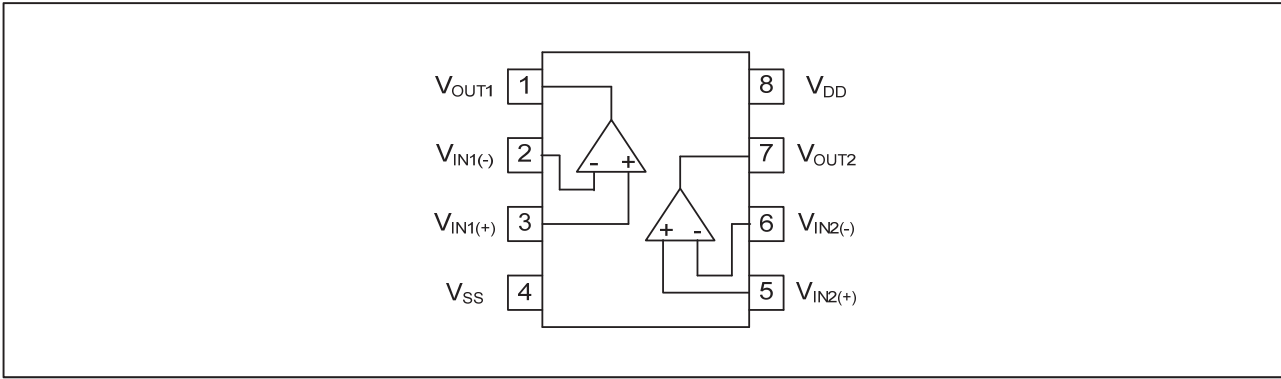 VOUT1 1 8 VDD
VIN1(-) 2 - + 7 VOUT2
VIN1(+) 3 + - 6 VIN2(-)
VSS 4 5 VIN2(+)